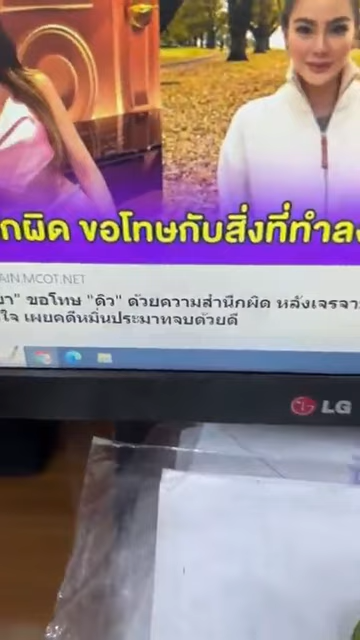 กผิด ขอโทษกับสิ่งที่ทำล
AIN.MCOT.NET
ขอโทษ "ดิว" ด้วยความสำนึกผิด หลังเจรจา
ใจ เผยคดีหมิ่นประมาทจบด้วยดี
LG